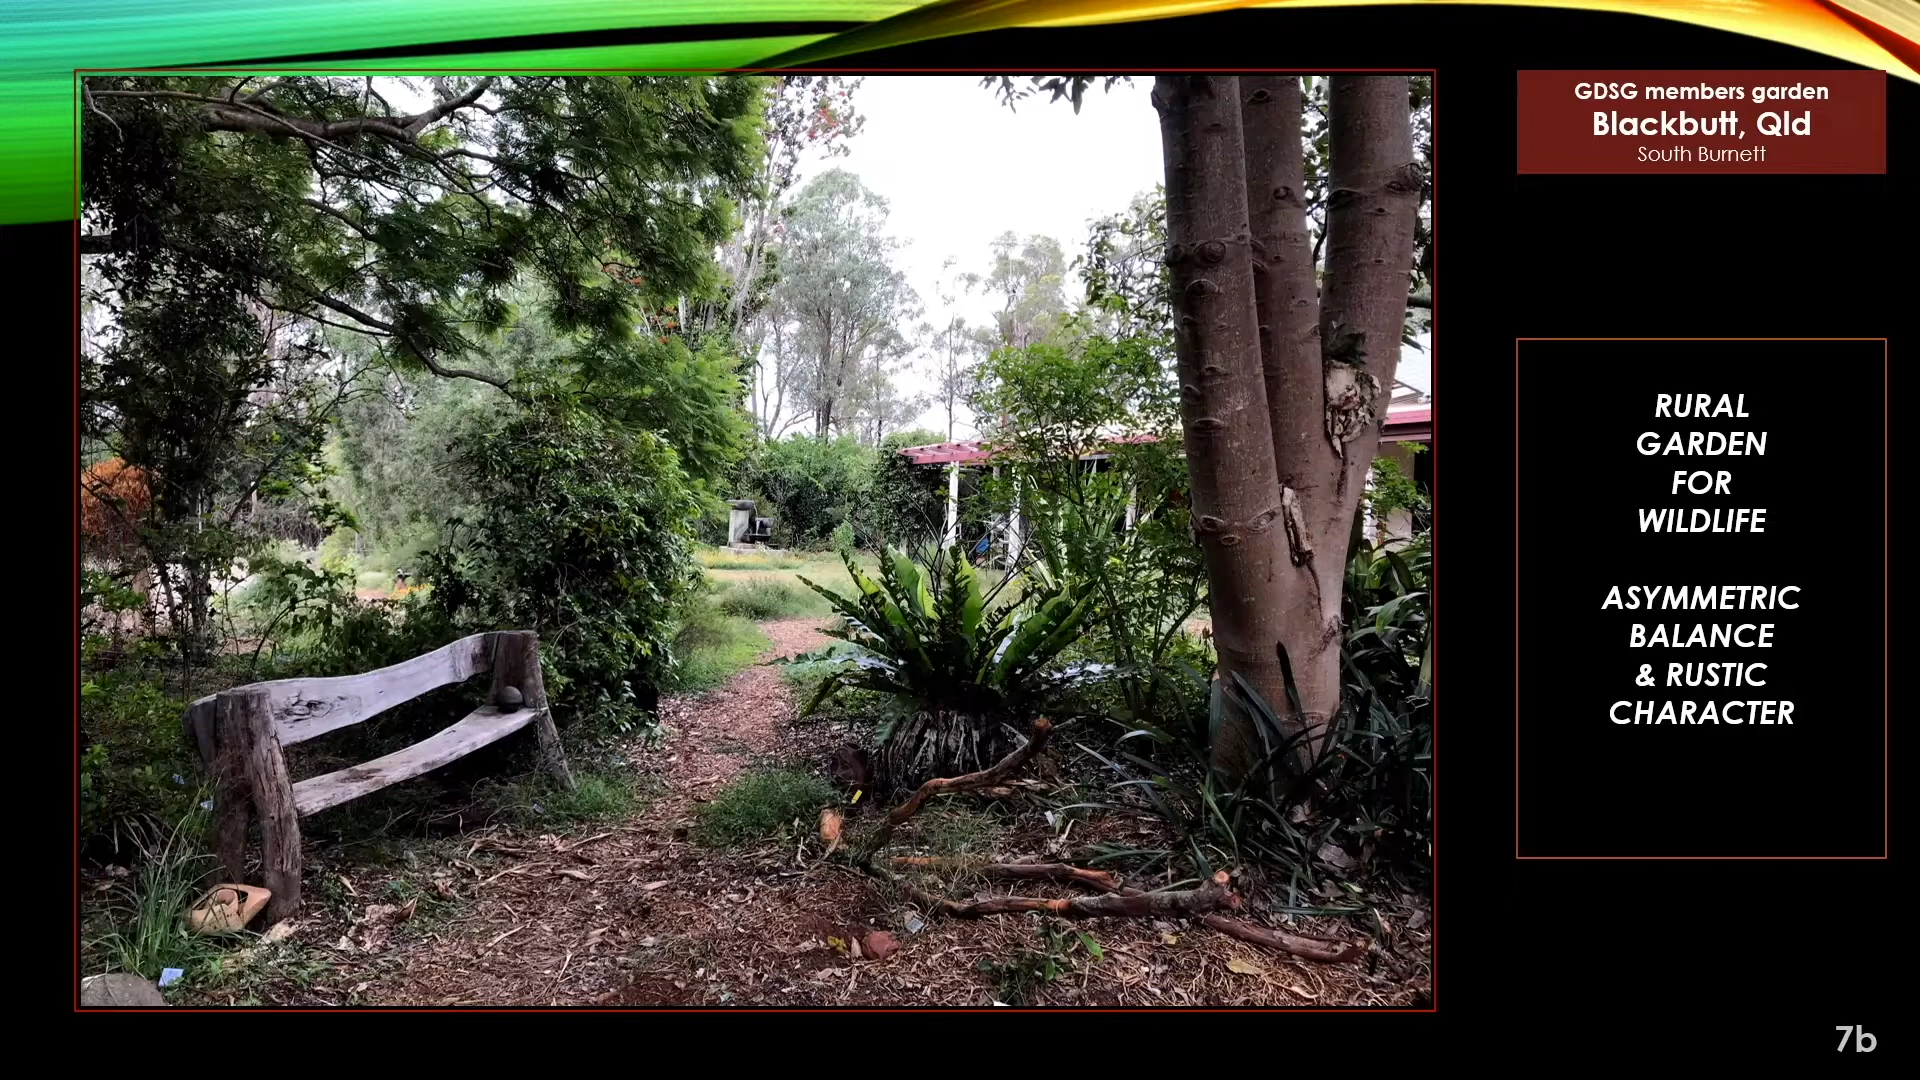 GDSG members garden
Blackbutt, Qld
South Burnett
RURAL
GARDEN
FOR
WILDLIFE
ASYMMETRIC
BALANCE
& RUSTIC
CHARACTER
7b